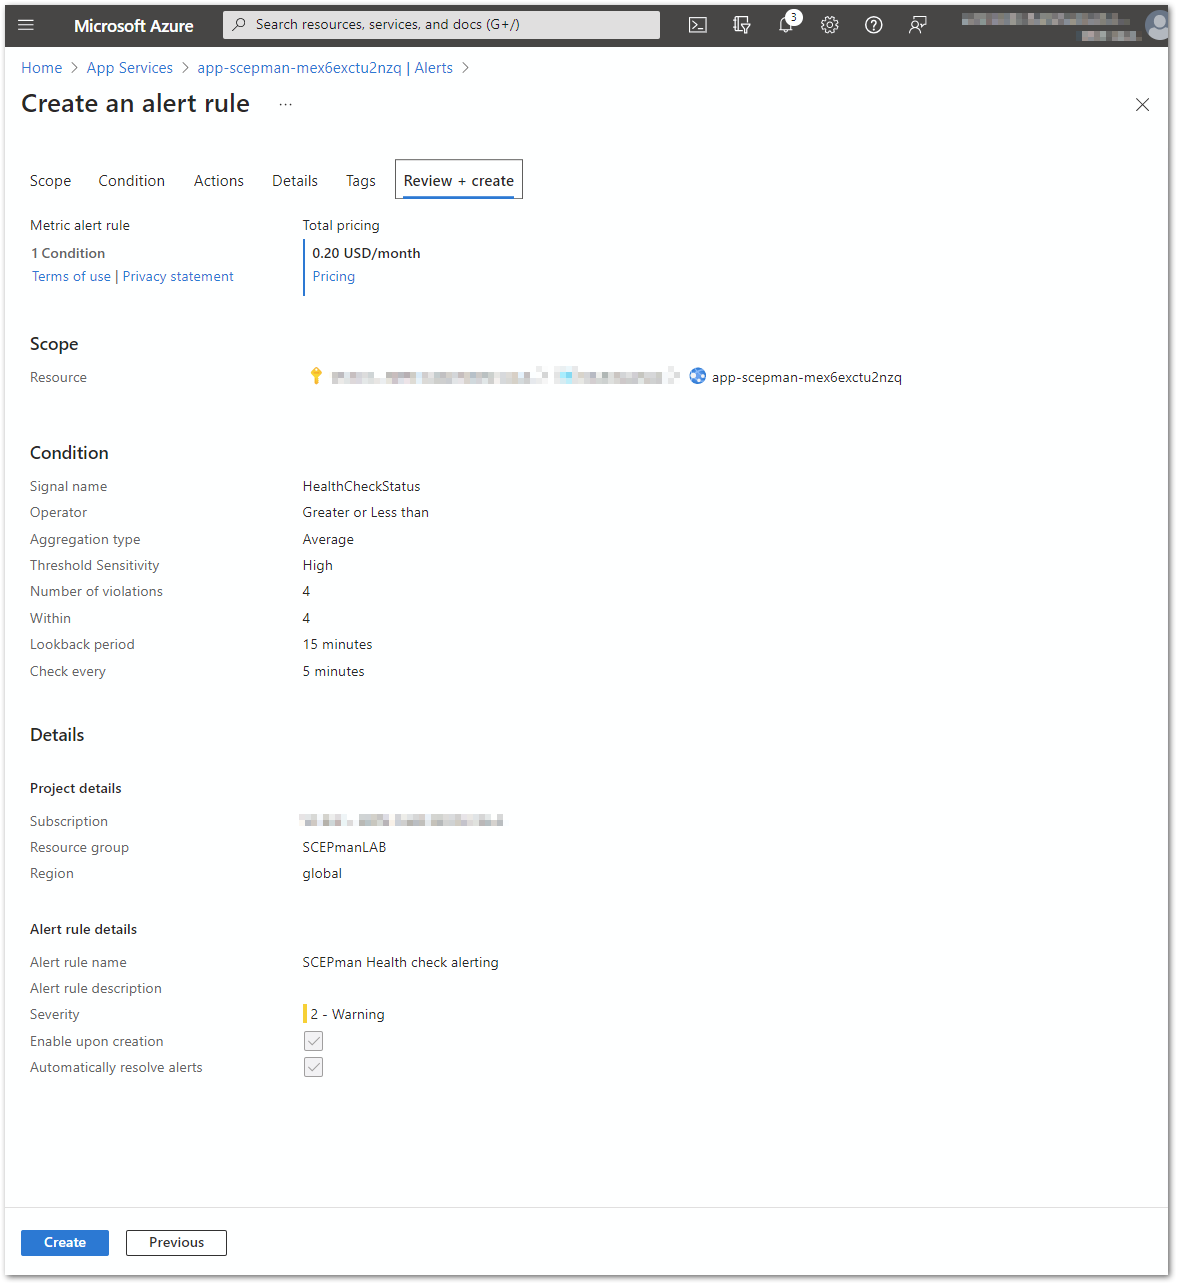 Microsoft Azure
Search resources, services, and docs (G+/)
3
Home > App Services > app-scepman-mex6exctu2nzq | Alerts >
Create an alert rule ...
Scope Condition Actions Details Tags Review + create
Metric alert rule Total pricing
1 Condition 0.20 USD/month
Terms of use | Privacy statement Pricing
Scope
Resource app-scepman-mex6exctu2nzq
Condition
Signal name HealthCheckStatus
Operator Greater or Less than
Aggregation type Average
Threshold Sensitivity High
Number of violations 4
Within 4
Lookback period 15 minutes
Check every 5 minutes
Details
Project details
Subscription
Resource group SCEPmanLAB
Region global
Alert rule details
Alert rule name SCEPman Health check alerting
Alert rule description
Severity 2 - Warning
Enable upon creation
Automatically resolve alerts
Create Previous